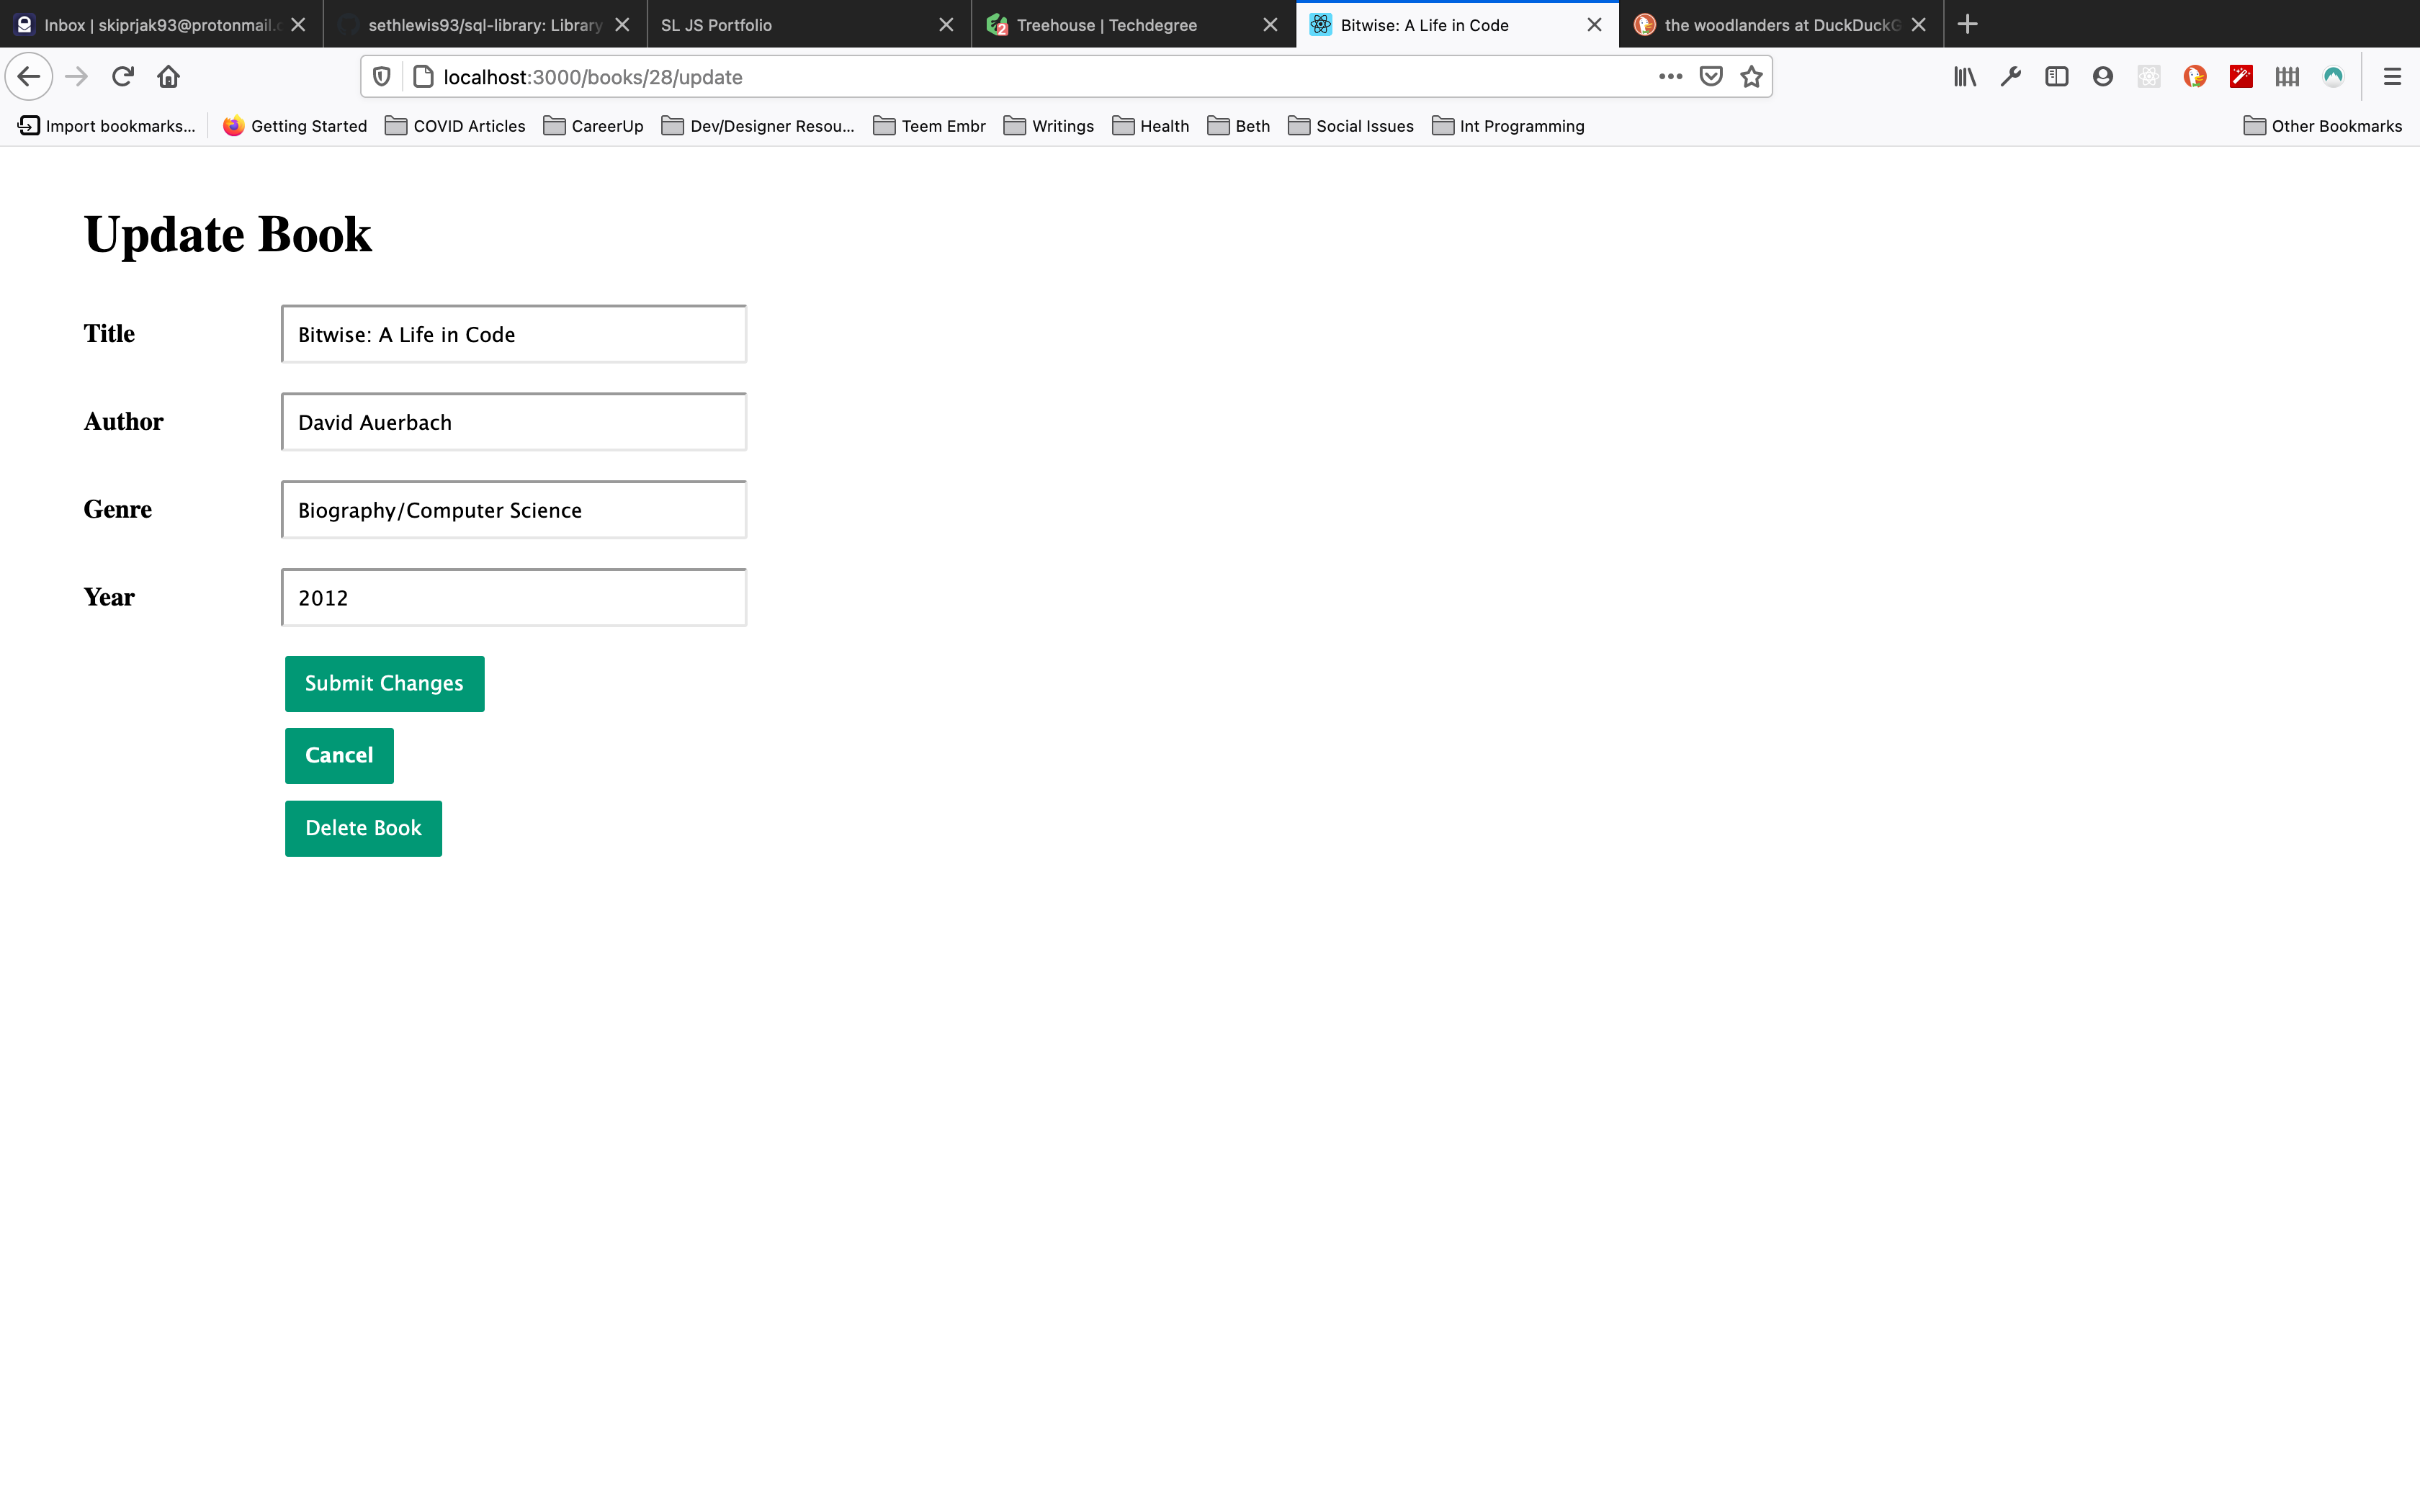 Inbox | skiprjak93@protonmail.c
sethlewis93/sql-library: Library
SL JS Portfolio
Treehouse | Techdegree
Bitwise: A Life in Code
the woodlanders at DuckDuckG
localhost:3000/books/28/update
Import bookmarks...
Getting Started
COVID Articles
CareerUp
Dev/Designer Resou...
Teem Embr
Writings
Health
Beth
Social Issues
Int Programming
Other Bookmarks
Update Book
Title
Bitwise: A Life in Code
Author
David Auerbach
Genre
Biography/Computer Science
Year
2012
Submit Changes
Cancel
Delete Book